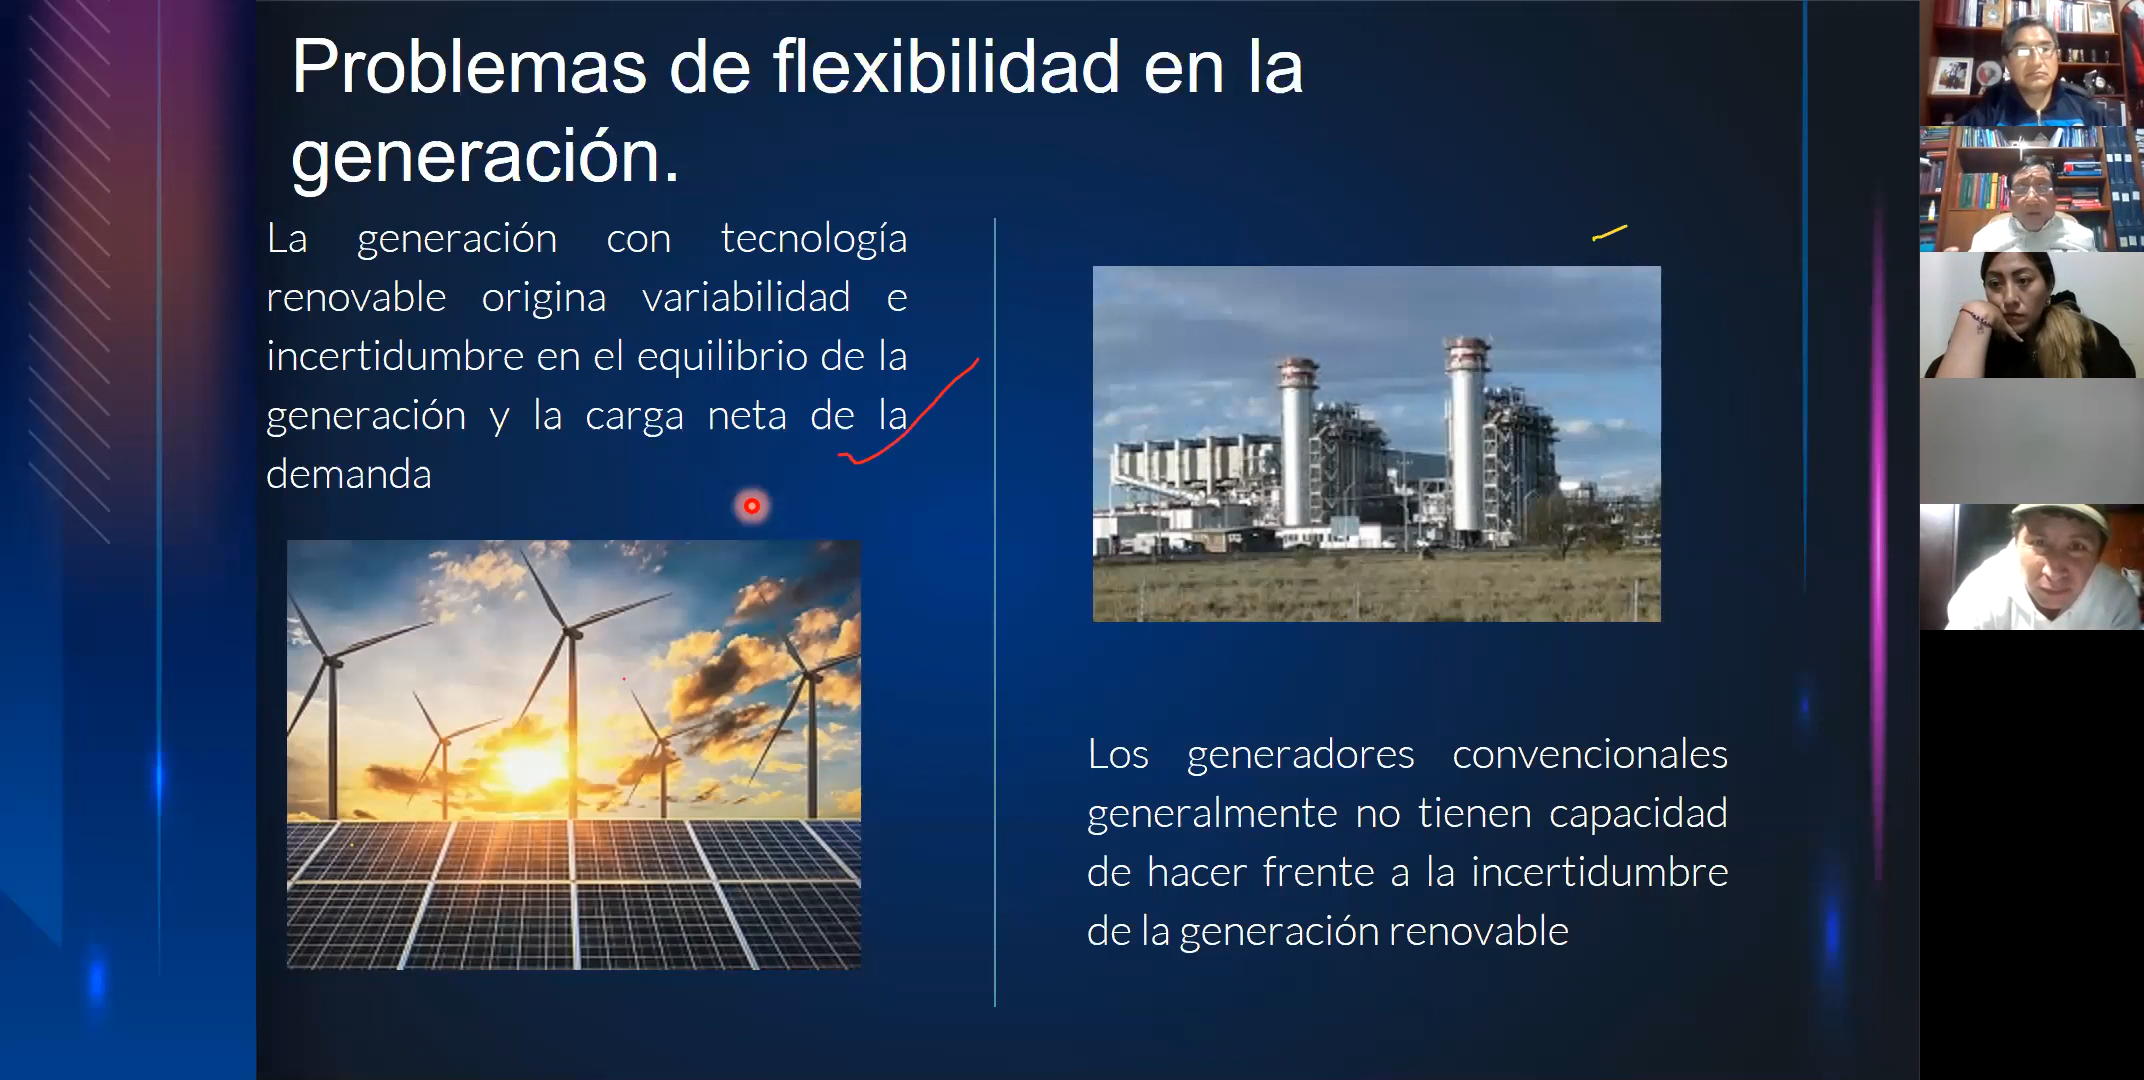 Problemas de flexibilidad en la
generación.
La generación con tecnología
renovable origina variabilidad e
incertidumbre en el equilibrio de la
generación y la carga neta de la
demanda
Los generadores convencionales
generalmente no tienen capacidad
de hacer frente a la incertidumbre
de la generación renovable